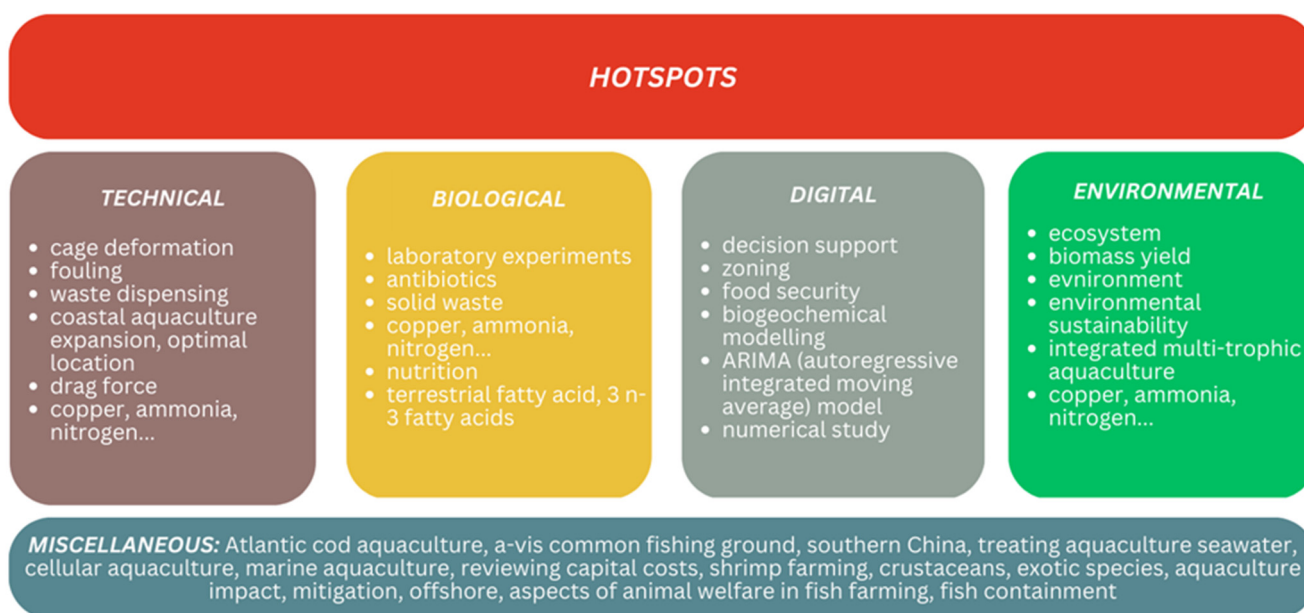 HOTSPOTS
TECHNICAL
• cage deformation
• fouling
• waste dispensing
• coastal aquaculture
expansion, optimal
location
• drag force
• copper, ammonia,
nitrogen...
BIOLOGICAL
• laboratory experiments
• antibiotics
• solid waste
• copper, ammonia,
nitrogen...
• nutrition
• terrestrial fatty acid, 3 n-
3 fatty acids
DIGITAL
• decision support
• zoning
• food security
• biogeochemical
modelling
• ARIMA (autoregressive
integrated moving
average) model
• numerical study
ENVIRONMENTAL
• ecosystem
• biomass yield
• evnironment
• environmental
sustainability
• integrated multi-trophic
aquaculture
• copper, ammonia,
nitrogen...
MISCELLANEOUS: Atlantic cod aquaculture, a-vis common fishing ground, southern China, treating aquaculture seawater,
cellular aquaculture, marine aquaculture, reviewing capital costs, shrimp farming, crustaceans, exotic species, aquaculture
impact, mitigation, offshore, aspects of animal welfare in fish farming, fish containment